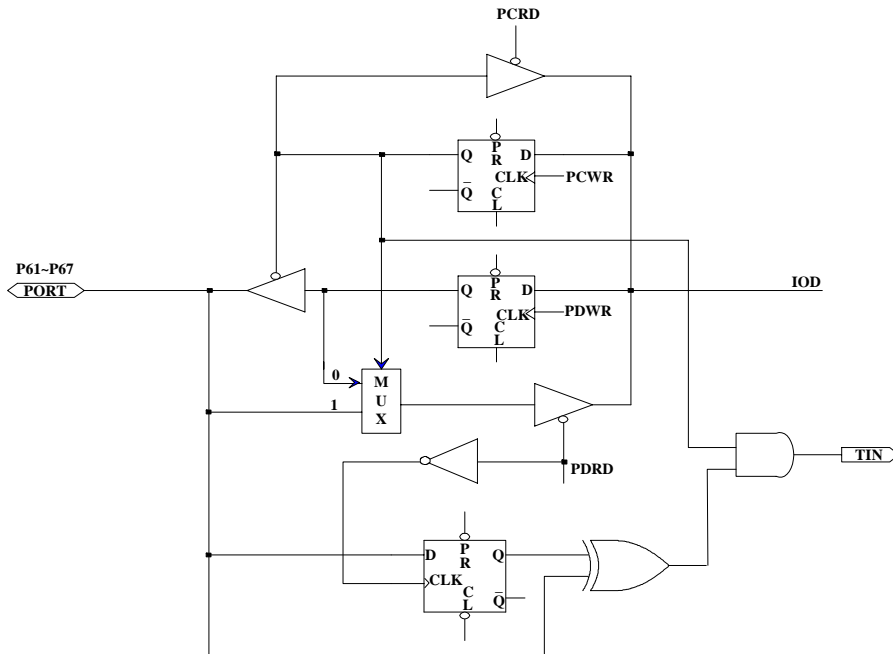 PCRD
Q
P
R
D
CLK
PCWR
Q̅
C
L
P61~P67
PORT
Q
P
R
D
IOD
CLK
PDWR
Q̅
C
L
0
M
U
X
1
PDRD
TIN
D
P
R
Q
CLK
C
L
Q̅